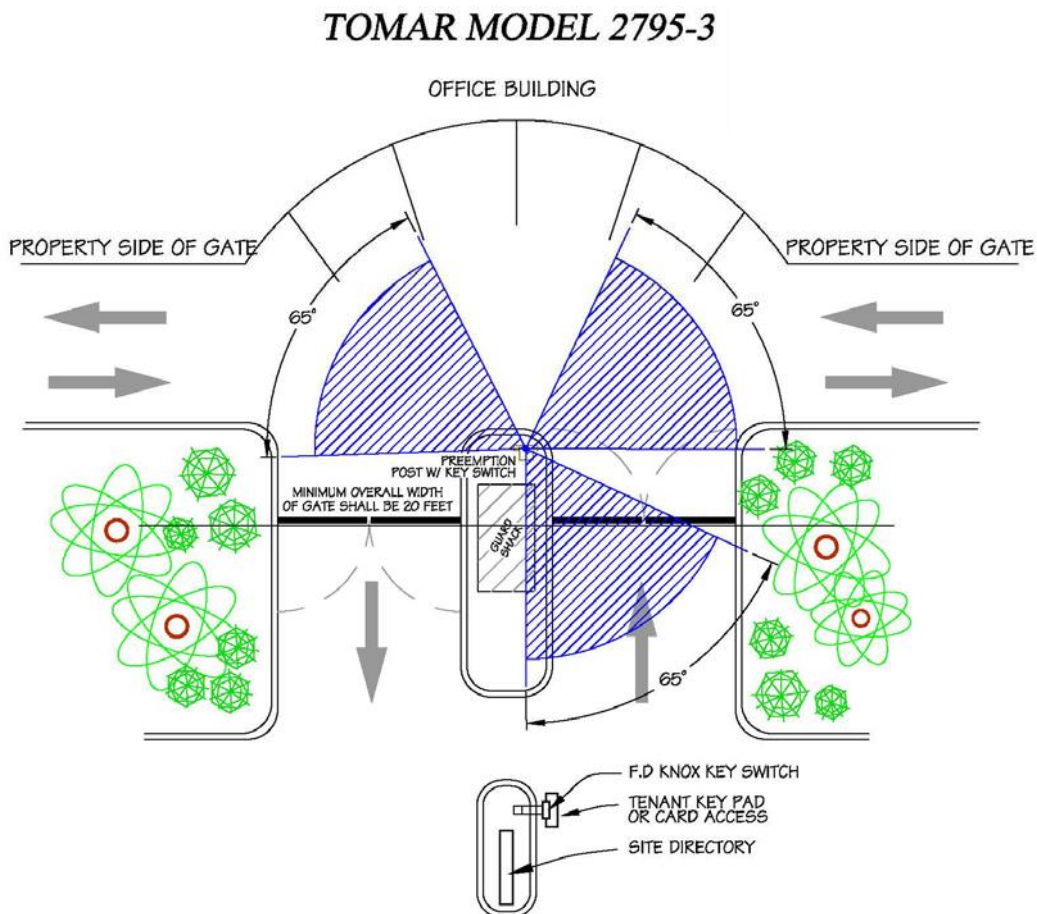 TOMAR MODEL 2795-3
OFFICE BUILDING
PROPERTY SIDE OF GATE
PROPERTY SIDE OF GATE
65°
65°
PREEMPTION
POST W/ KEY SWITCH
MINIMUM OVERALL WIDTH
OF GATE SHALL BE 20 FEET
GUARD
SHACK
65°
F.D KNOX KEY SWITCH
TENANT KEY PAD
OR CARD ACCESS
SITE DIRECTORY